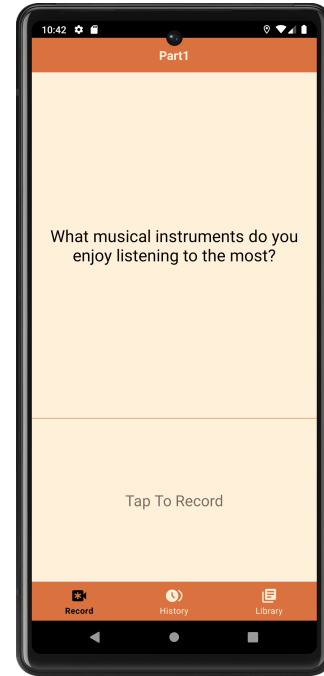 10:42
Part1
What musical instruments do you
enjoy listening to the most?
Tap To Record
Record
History
Library